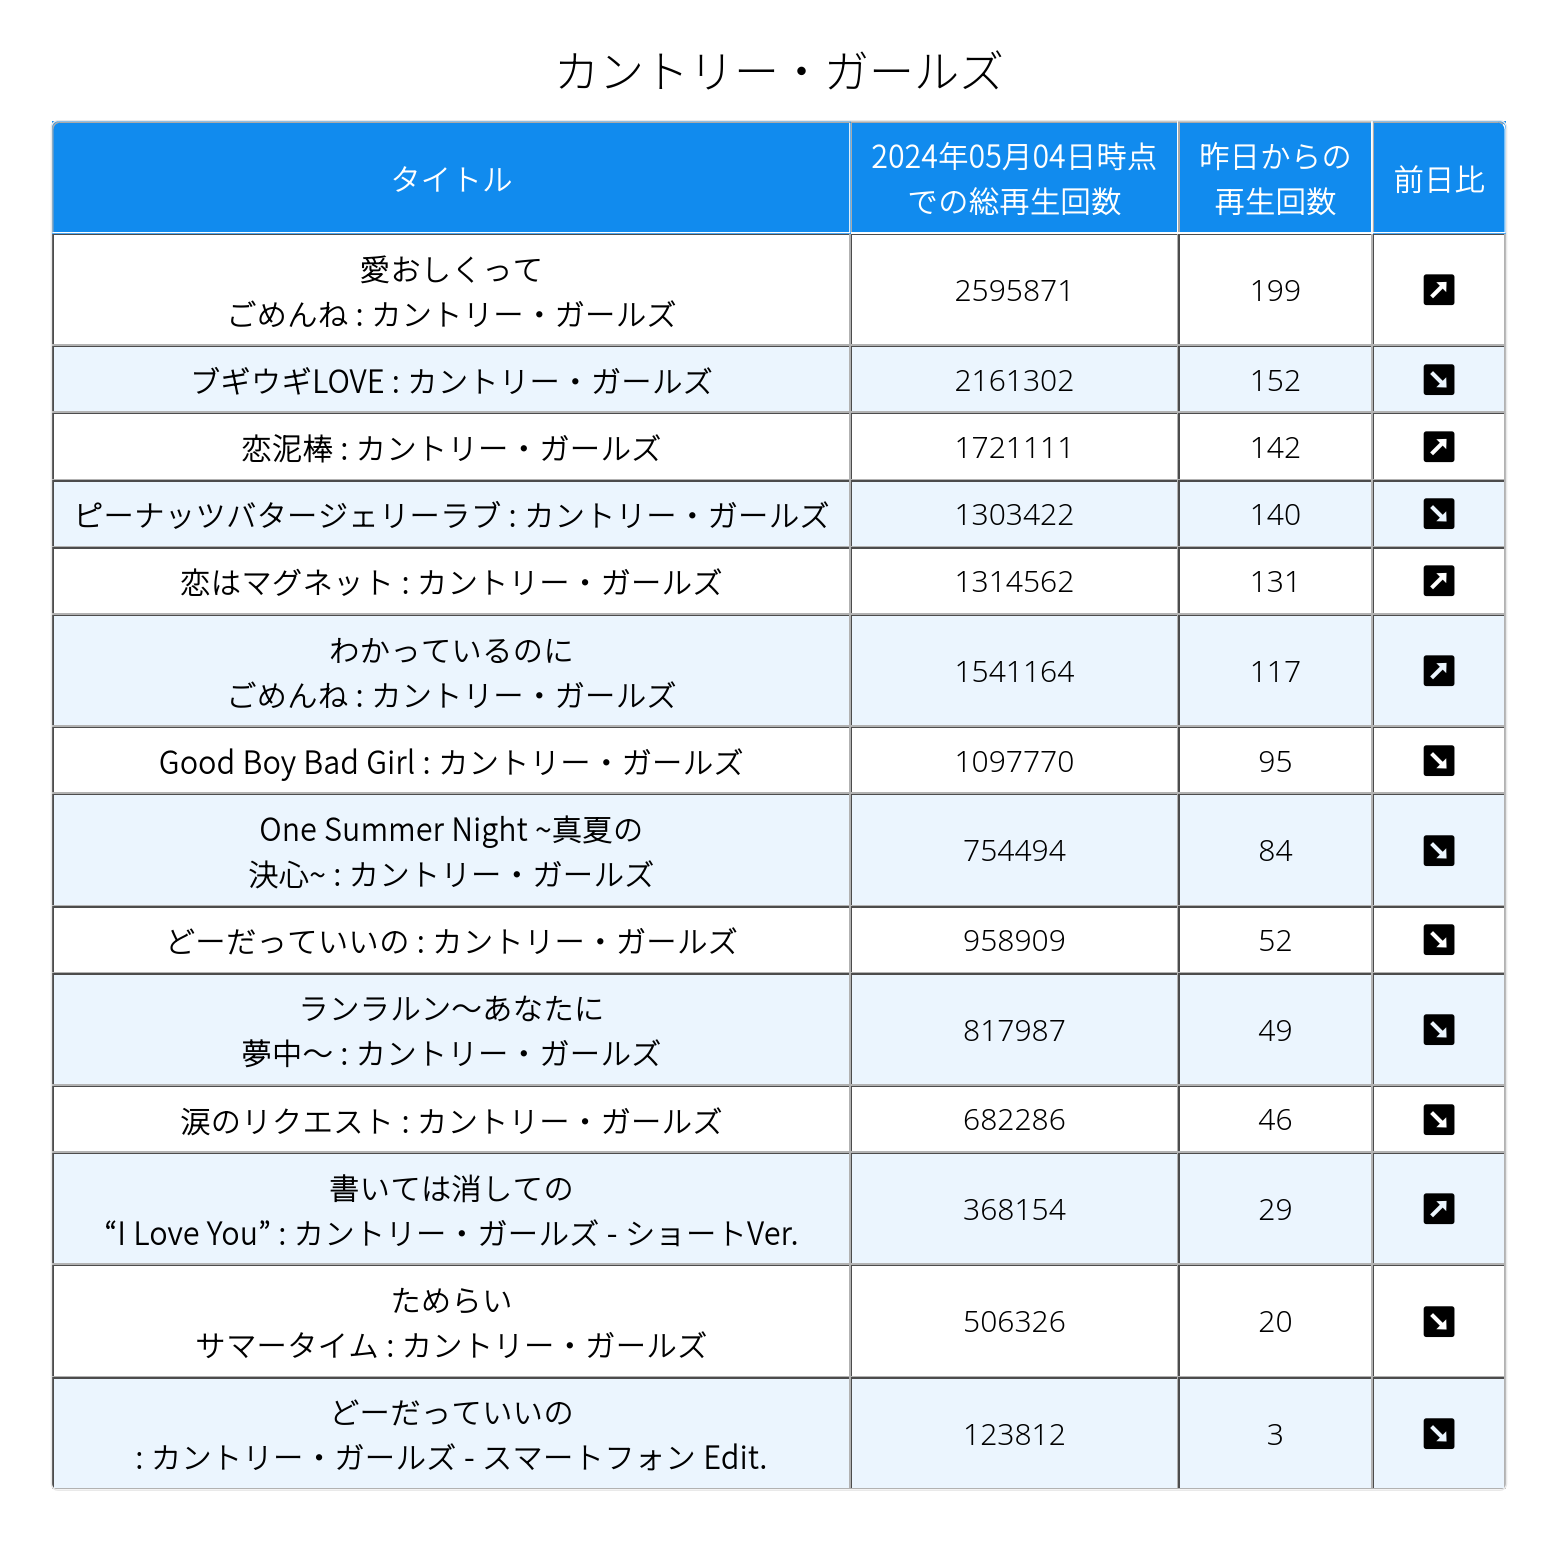 カントリー・ガールズ
タイトル
2024年05月04日時点
での総再生回数
昨日からの
再生回数
前日比
愛おしくって
ごめんね : カントリー・ガールズ
2595871
199
ブギウギLOVE : カントリー・ガールズ
2161302
152
恋泥棒 : カントリー・ガールズ
1721111
142
ピーナッツバタージェリーラブ : カントリー・ガールズ
1303422
140
恋はマグネット : カントリー・ガールズ
1314562
131
わかっているのに
ごめんね : カントリー・ガールズ
1541164
117
Good Boy Bad Girl : カントリー・ガールズ
1097770
95
One Summer Night ~真夏の
決心~ : カントリー・ガールズ
754494
84
どーだっていいの : カントリー・ガールズ
958909
52
ランラルン〜あなたに
夢中〜 : カントリー・ガールズ
817987
49
涙のリクエスト : カントリー・ガールズ
682286
46
書いては消しての
“I Love You” : カントリー・ガールズ - ショートVer.
368154
29
ためらい
サマータイム : カントリー・ガールズ
506326
20
どーだっていいの
: カントリー・ガールズ - スマートフォン Edit.
123812
3